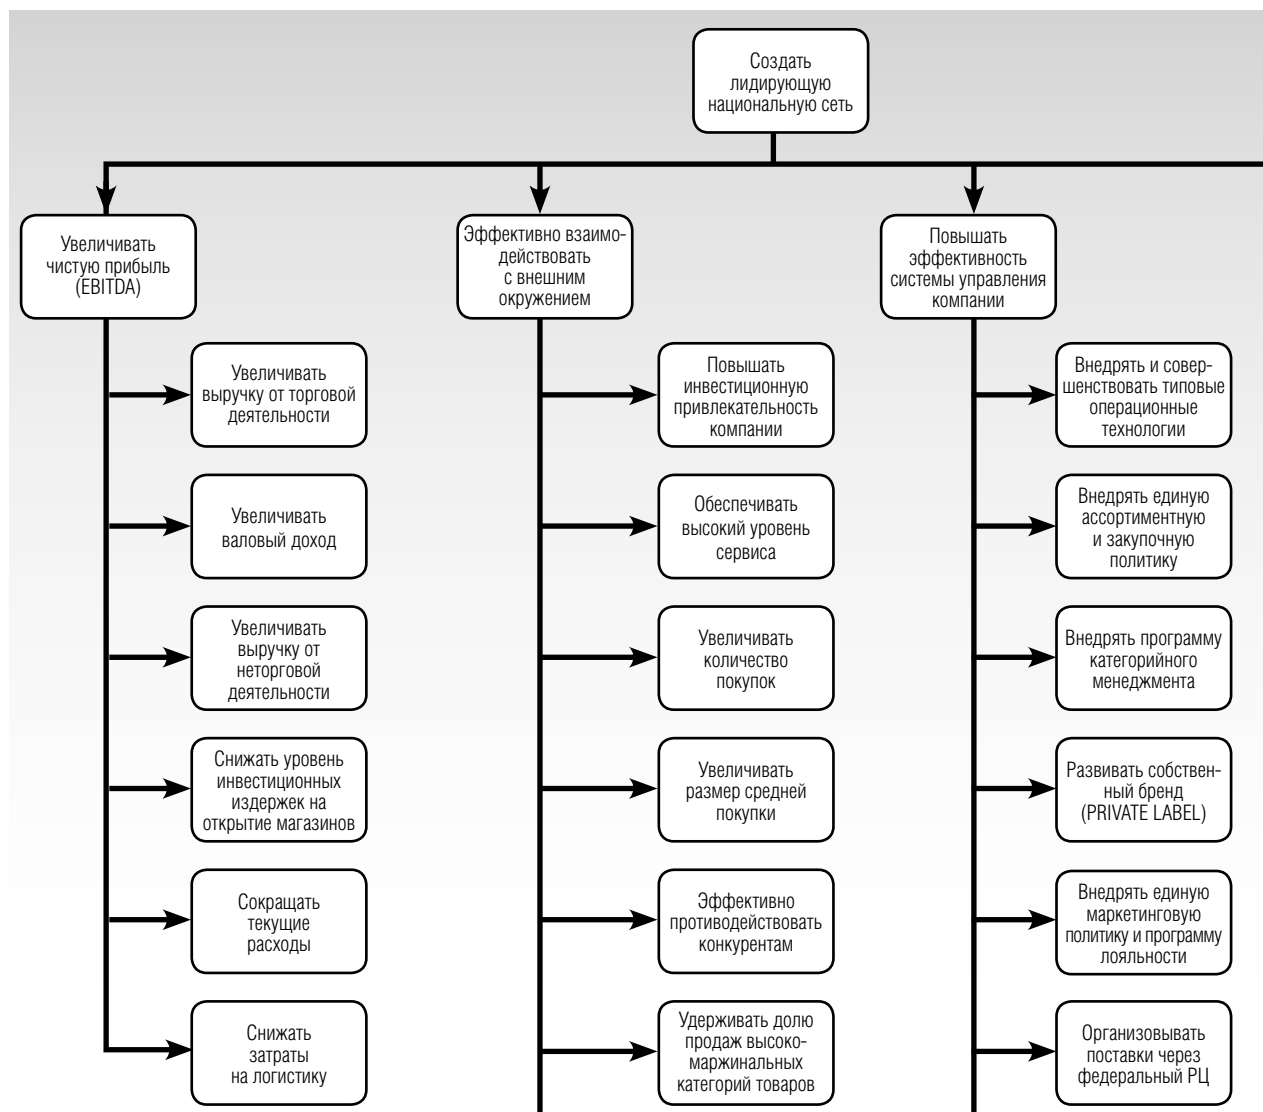 Создать
лидирующую
национальную сеть
Увеличивать
чистую прибыль
(EBITDA)
Эффективно взаимо-
действовать
с внешним
окружением
Повышать
эффективность
системы управления
компании
Увеличивать
выручку от торговой
деятельности
Увеличивать
валовый доход
Увеличивать
выручку от
неторговой
деятельности
Снижать уровень
инвестиционных
издержек на
открытие магазинов
Сокращать
текущие
расходы
Снижать
затраты
на логистику
Повышать
инвестиционную
привлекательность
компании
Обеспечивать
высокий уровень
сервиса
Увеличивать
количество
покупок
Увеличивать
размер средней
покупки
Эффективно
противодействовать
конкурентам
Удерживать долю
продаж высоко-
маржинальных
категорий товаров
Внедрять и совер-
шенствовать типовые
операционные
технологии
Внедрять единую
ассортиментную
и закупочную
политику
Внедрять программу
категорийного
менеджмента
Развивать собствен-
ный бренд
(PRIVATE LABEL)
Внедрять единую
маркетинговую
политику и программу
лояльности
Организовывать
поставки через
федеральный РЦ